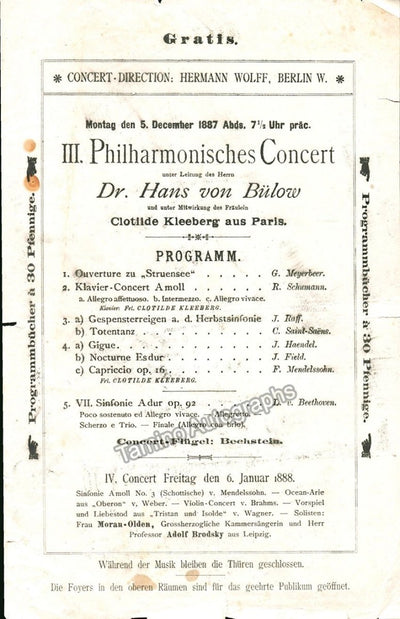 Gratis.
* CONCERT-DIRECTION: HERMANN WOLFF, BERLIN W. *
Montag den 5. December 1887 Abds. 7½ Uhr präc.
III. Philharmonisches Concert
unter Leitung des Herrn
Dr. Hans von Bülow
und unter Mitwirkung des Fräulein
Clotilde Kleeberg aus Paris.
PROGRAMM.
1. Ouverture zu „Struensee" . . . . . . G. Meyerbeer.
2. Klavier-Concert A moll . . . . . . . R. Schumann.
a. Allegro affettuoso. b. Intermezzo. c. Allegro vivace.
Klavier: Frl. CLOTILDE KLEEBERG.
3. a) Gespensterreigen a. d. Herbstsinfonie J. Raff.
b) Totentanz . . . . . . . . . . C. Saint-Saëns.
4. a) Gigue. . . . . . . . . . . . J. Haendel.
b) Nocturne Es dur . . . . . . . . J. Field.
c) Capriccio op. 16 . . . . . . . . F. Mendelssohn.
Frl. CLOTILDE KLEEBERG.
5. VII. Sinfonie A dur op. 92 . . . . . L. v. Beethoven.
Poco sostenuto ed Allegro vivace. — Allegretto.
Scherzo et Trio. — Finale (Allegro con brio).
Concert-Flügel: Bechstein.
IV. Concert Freitag den 6. Januar 1888.
Sinfonie A moll No. 3 (Schottische) v. Mendelssohn. — Ocean-Arie
aus „Oberon" v. Weber. — Violin-Concert v. Brahms. — Vorspiel
und Liebestod aus „Tristan und Isolde" v. Wagner. — Solisten:
Frau Moran-Olden, Grossherzogliche Kammersängerin und Herr
Professor Adolf Brodsky aus Leipzig.
Während der Musik bleiben die Thüren geschlossen.
Die Foyers in den oberen Räumen sind für das geehrte Publikum geöffnet.
Programmbücher à 30 Pfennige.
Programmbücher à 30 Pfennige.
Tamino Autographs